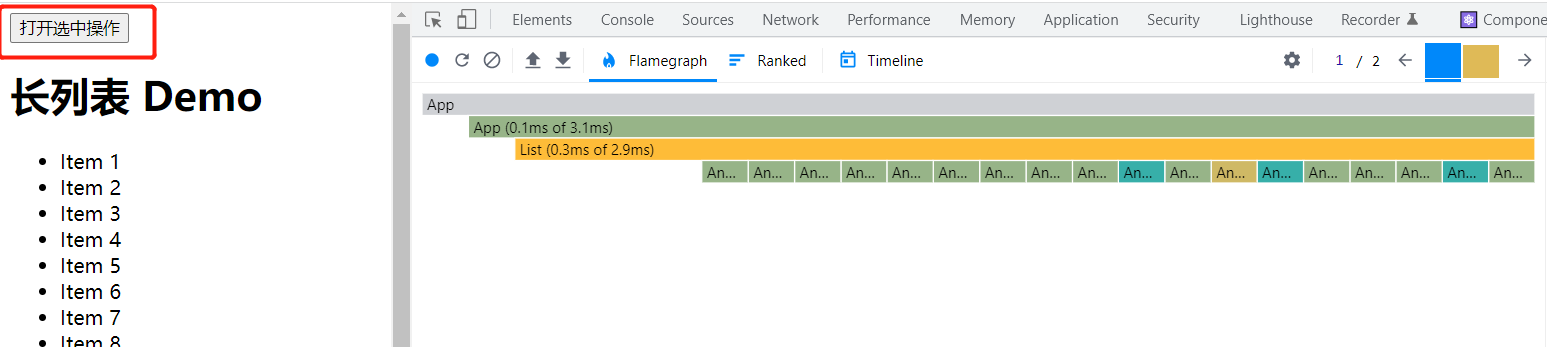 打开选中操作
长列表 Demo
Item 1
Item 2
Item 3
Item 4
Item 5
Item 6
Item 7
Item 8
Elements Console Sources Network Performance Memory Application Security Lighthouse Recorder Compone
Flamegraph Ranked Timeline 1 / 2
App
App (0.1ms of 3.1ms)
List (0.3ms of 2.9ms)
An... An... An... An... An... An... An... An... An... An... An... An... An... An... An... An... An... An...